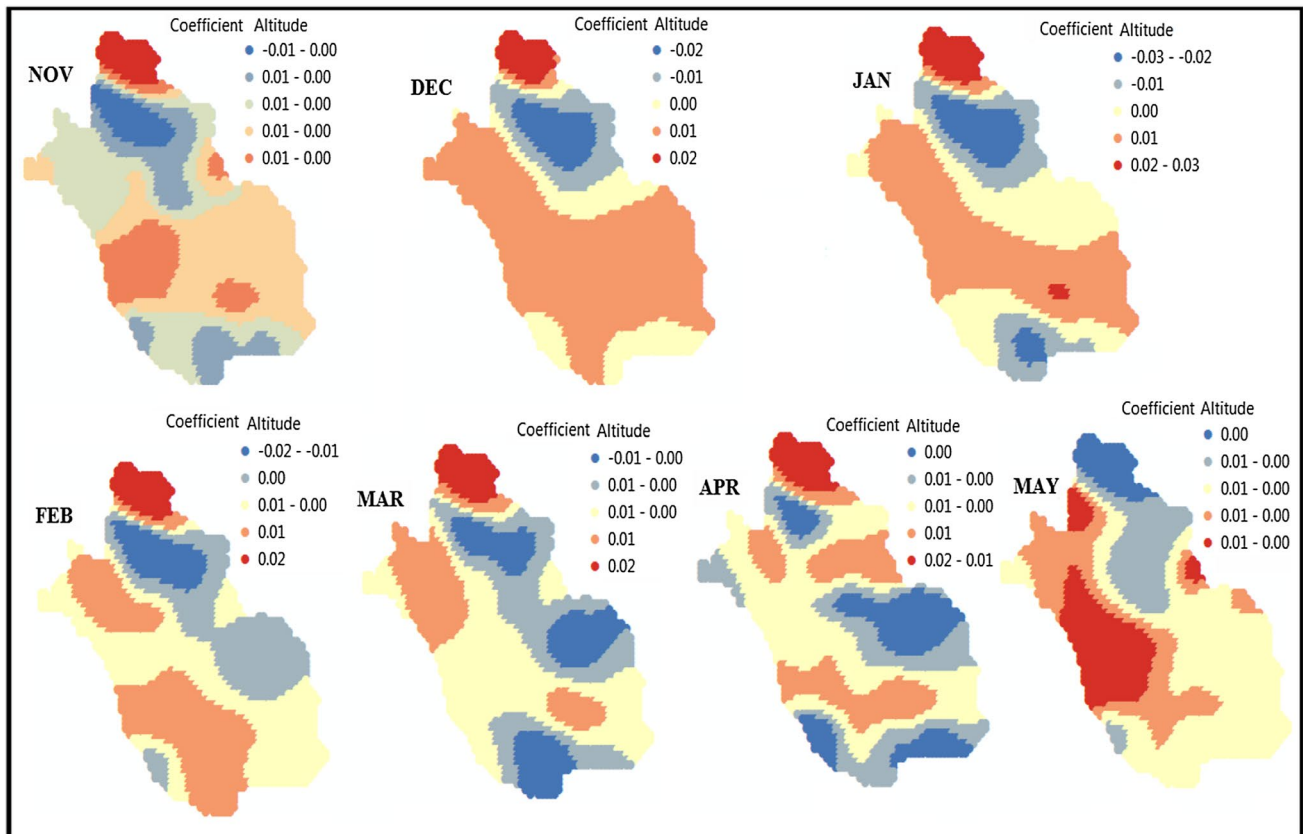 Coefficient Altitude
-0.01 - 0.00
0.01 - 0.00
0.01 - 0.00
0.01 - 0.00
0.01 - 0.00
NOV
Coefficient Altitude
-0.02
-0.01
0.00
0.01
0.02
DEC
Coefficient Altitude
-0.03 - -0.02
-0.01
0.00
0.01
0.02 - 0.03
JAN
Coefficient Altitude
-0.02 - -0.01
0.00
0.01 - 0.00
0.01
0.02
FEB
Coefficient Altitude
-0.01 - 0.00
0.01 - 0.00
0.01 - 0.00
0.01
0.02
MAR
Coefficient Altitude
0.00
0.01 - 0.00
0.01 - 0.00
0.01
0.02 - 0.01
APR
Coefficient Altitude
0.00
0.01 - 0.00
0.01 - 0.00
0.01 - 0.00
0.01 - 0.00
MAY